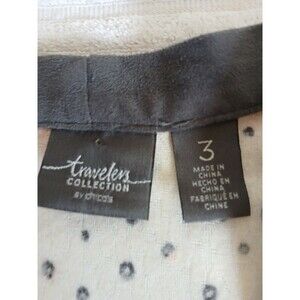 travelers
COLLECTION
BY chico's
3
MADE IN
CHINA
HECHO EN
CHINA
FABRIQUÉ EN
CHINE